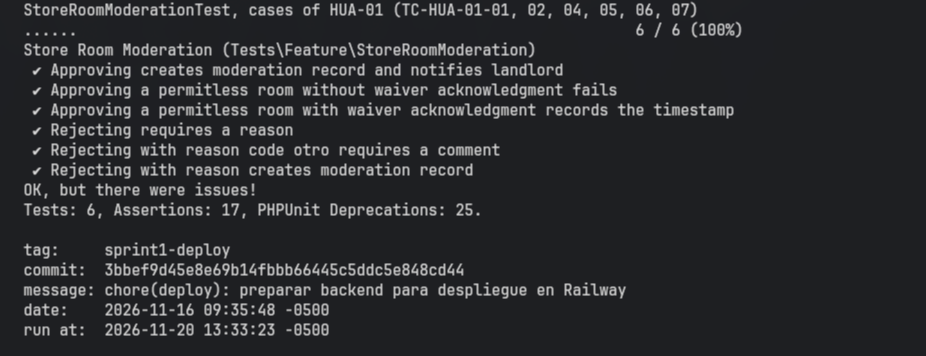 StoreRoomModerationTest, cases of HUA-01 (TC-HUA-01-01, 02, 04, 05, 06, 07)
...... 6 / 6 (100%)
Store Room Moderation (Tests\Feature\StoreRoomModeration)
✔ Approving creates moderation record and notifies landlord
✔ Approving a permitless room without waiver acknowledgment fails
✔ Approving a permitless room with waiver acknowledgment records the timestamp
✔ Rejecting requires a reason
✔ Rejecting with reason code otro requires a comment
✔ Rejecting with reason creates moderation record
OK, but there were issues!
Tests: 6, Assertions: 17, PHPUnit Deprecations: 25.
tag: sprint1-deploy
commit: 3bbef9d45e8e69b14fbbb66445c5ddc5e848cd44
message: chore(deploy): preparar backend para despliegue en Railway
date: 2026-11-16 09:35:48 -0500
run at: 2026-11-20 13:33:23 -0500